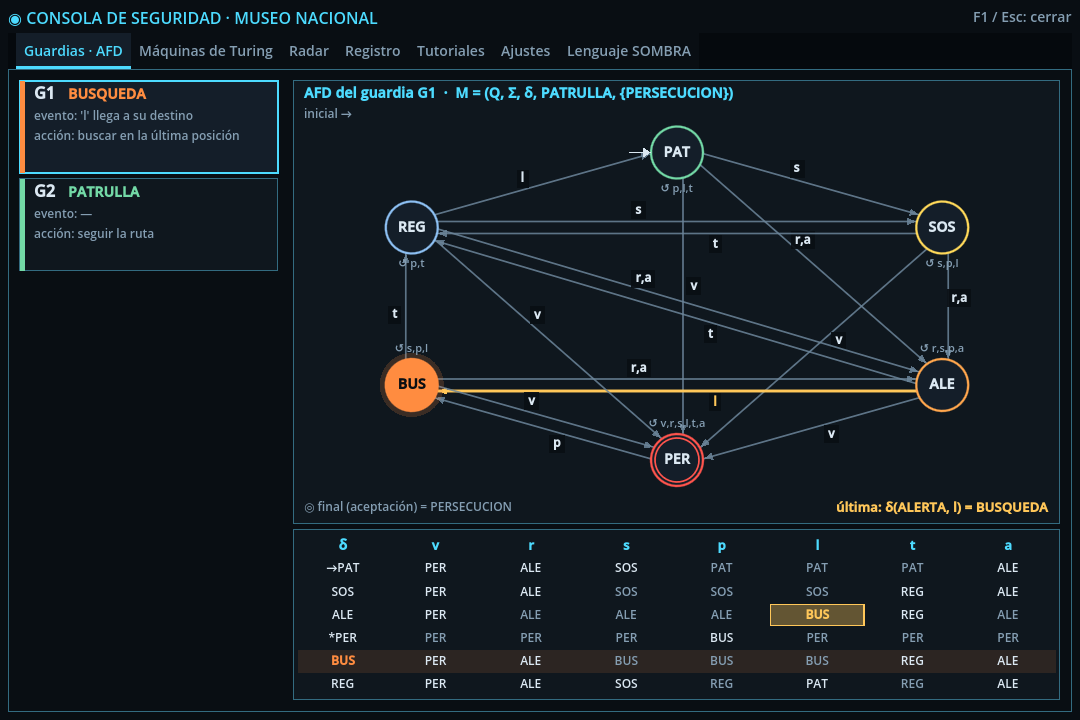 ◉ CONSOLA DE SEGURIDAD · MUSEO NACIONAL
F1 / Esc: cerrar
Guardias · AFD Máquinas de Turing Radar Registro Tutoriales Ajustes Lenguaje SOMBRA
G1 BUSQUEDA
evento: 'l' llega a su destino
acción: buscar en la última posición
G2 PATRULLA
evento: —
acción: seguir la ruta
AFD del guardia G1 · M = (Q, Σ, δ, PATRULLA, {PERSECUCION})
inicial →
PAT
↺ p,l,t
l
s
s
REG
SOS
↺ p,t
↺ s,p,l
t
r,a
r,a
v
r,a
t
v
t
v
↺ s,p,l
↺ r,s,p,a
BUS
r,a
ALE
v
l
p
v
↺ v,r,s,l,t,a
PER
◎ final (aceptación) = PERSECUCION
última: δ(ALERTA, l) = BUSQUEDA
δ v r s p l t a
→PAT PER ALE SOS PAT PAT PAT ALE
SOS PER ALE SOS SOS SOS REG ALE
ALE PER ALE ALE ALE BUS REG ALE
*PER PER PER PER BUS PER PER PER
BUS PER ALE BUS BUS BUS REG ALE
REG PER ALE SOS REG PAT REG ALE